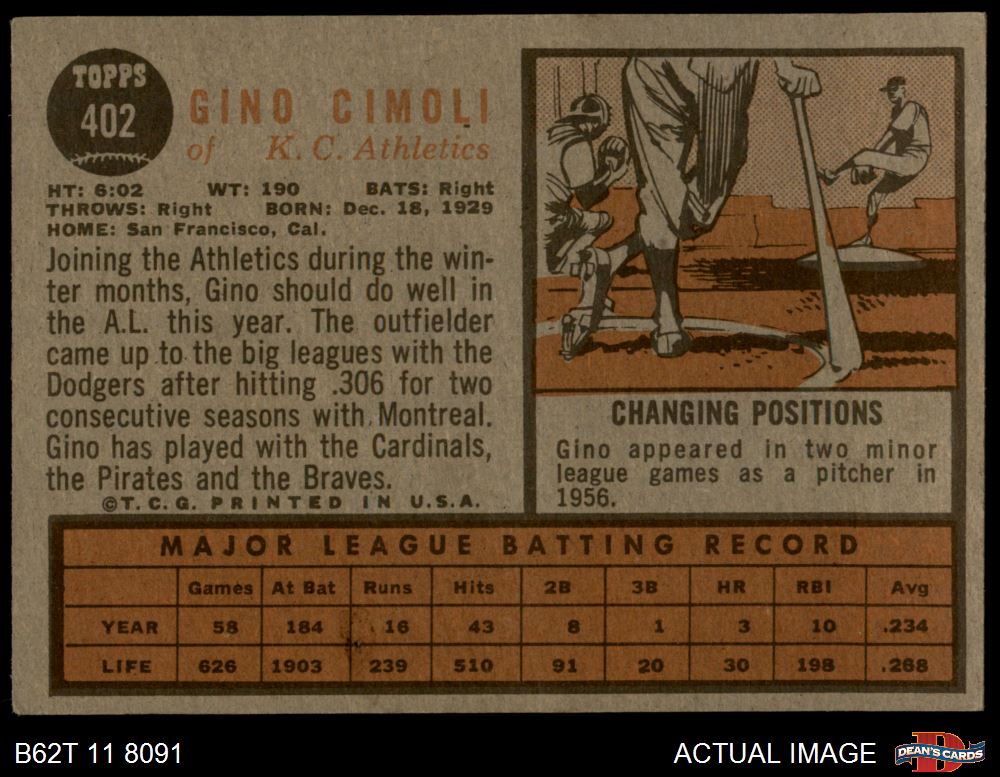 TOPPS
402
GINO CIMOLI
of K. C. Athletics
HT: 6:02 WT: 190 BATS: Right
THROWS: Right BORN: Dec. 18, 1929
HOME: San Francisco, Cal.
Joining the Athletics during the win-
ter months, Gino should do well in
the A.L. this year. The outfielder
came up to the big leagues with the
Dodgers after hitting .306 for two
consecutive seasons with Montreal.
Gino has played with the Cardinals,
the Pirates and the Braves.
©T. C. G. PRINTED IN U.S.A.
CHANGING POSITIONS
Gino appeared in two minor
league games as a pitcher in
1956.
MAJOR LEAGUE BATTING RECORD
Games At Bat Runs Hits 2B 3B HR RBI Avg
YEAR 58 184 16 43 8 1 3 10 .234
LIFE 626 1903 239 510 91 20 30 198 .268
B62T 11 8091
ACTUAL IMAGE
D
DEAN'S CARDS